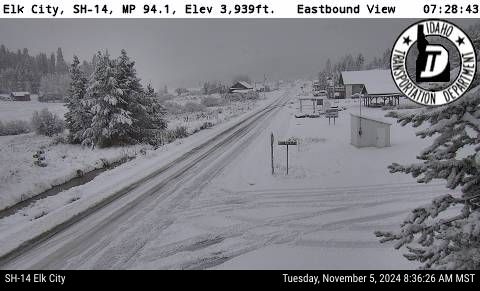 Elk City, SH-14, MP 94.1, Elev 3,939ft.   Eastbound View   07:28:43
IDAHO
TRANSPORTATION DEPARTMENT
SH-14 Elk City
Tuesday, November 5, 2024 8:36:26 AM MST